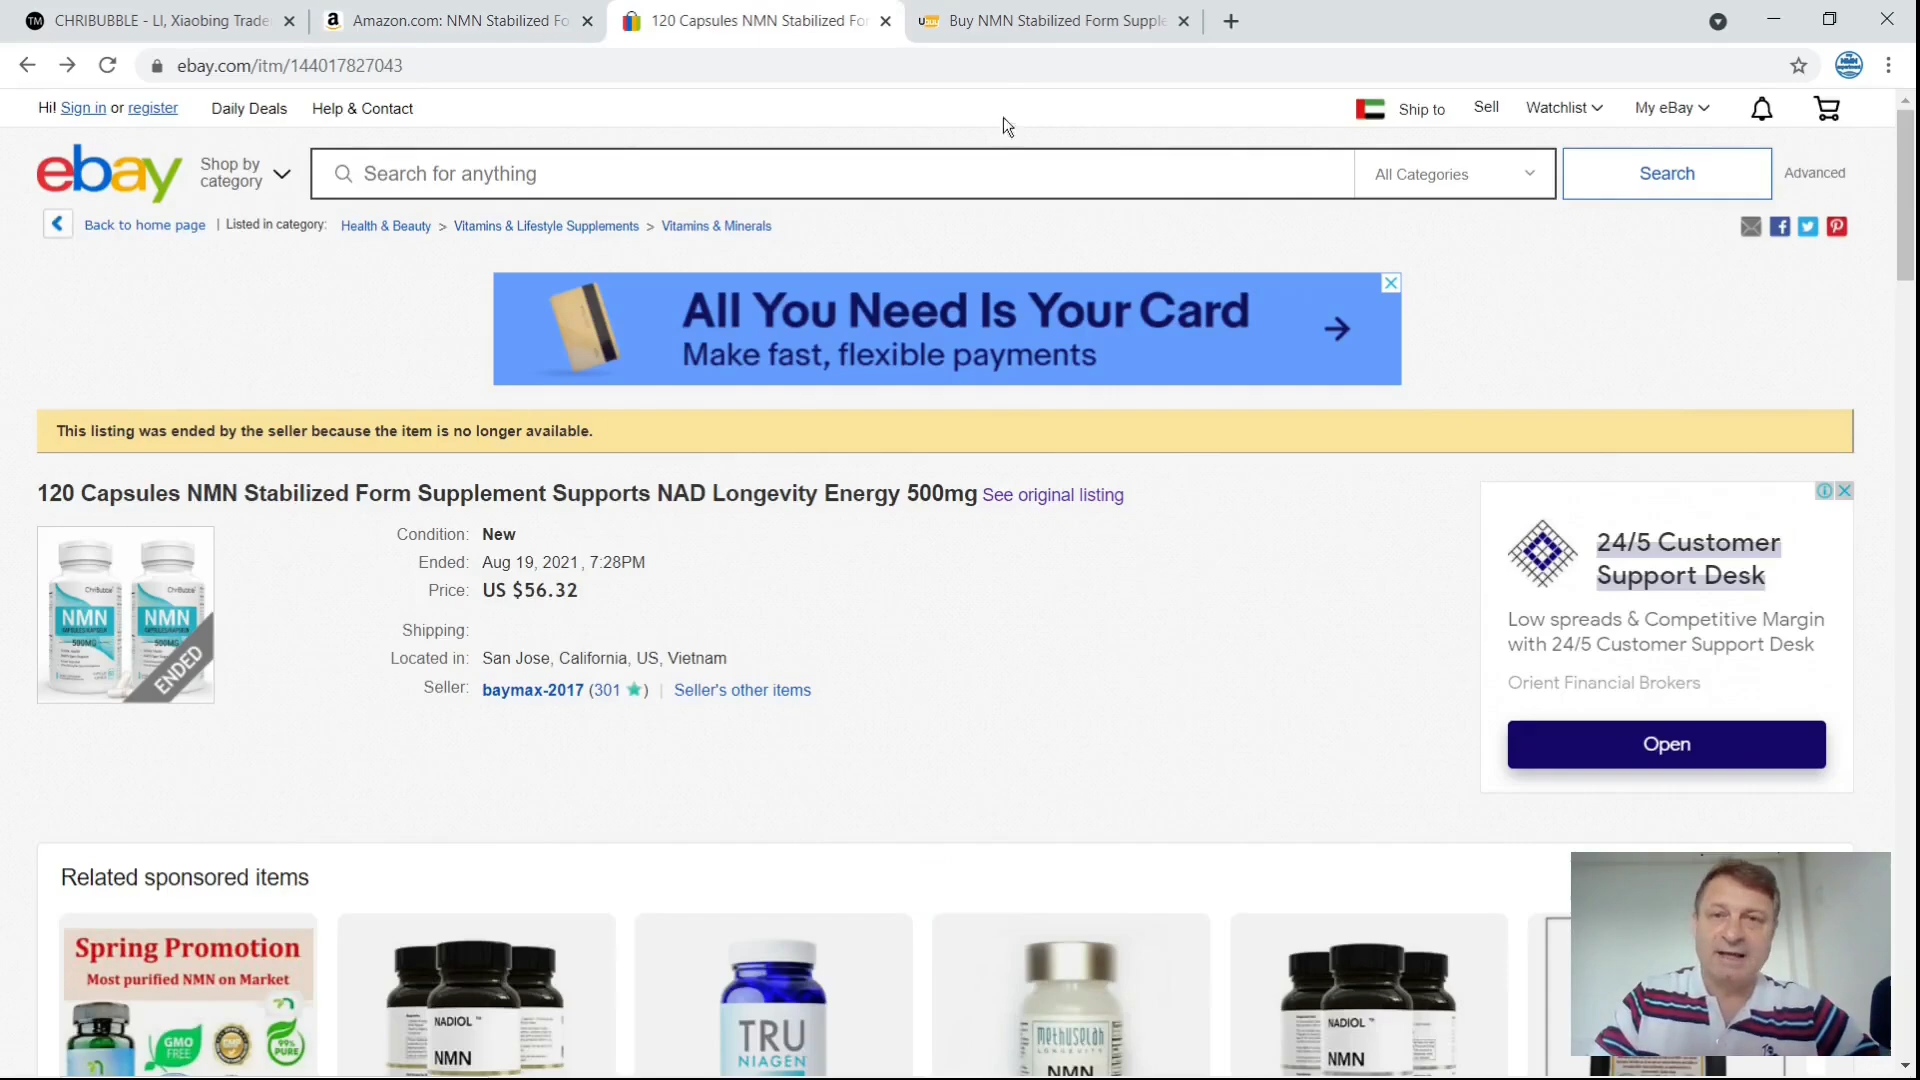 CHRIBUBBLE - LI, Xiaobing Trade
Amazon.com: NMN Stabilized Fo
120 Capsules NMN Stabilized For
Buy NMN Stabilized Form Supple
ebay.com/itm/144017827043
Hi! Sign in or register
Daily Deals
Help & Contact
Ship to
Sell
Watchlist
My eBay
ebay
Shop by
category
Search for anything
All Categories
Search
Advanced
Back to home page | Listed in category: Health & Beauty > Vitamins & Lifestyle Supplements > Vitamins & Minerals
All You Need Is Your Card
Make fast, flexible payments
This listing was ended by the seller because the item is no longer available.
120 Capsules NMN Stabilized Form Supplement Supports NAD Longevity Energy 500mg See original listing
Condition: New
Ended: Aug 19, 2021, 7:28PM
Price: US $56.32
Shipping:
Located in: San Jose, California, US, Vietnam
Seller: baymax-2017 (301) | Seller's other items
ChriBubble ChriBubble
NMN NMN
500MG 500MG
ENDED
24/5 Customer
Support Desk
Low spreads & Competitive Margin
with 24/5 Customer Support Desk
Orient Financial Brokers
Open
Related sponsored items
Spring Promotion
Most purified NMN on Market
GMO
FREE
99%
PURE
NADIOL™
NMN
TRU
NIAGEN
METHUSELAH
LONGEVITY
NMN
NADIOL™
NMN